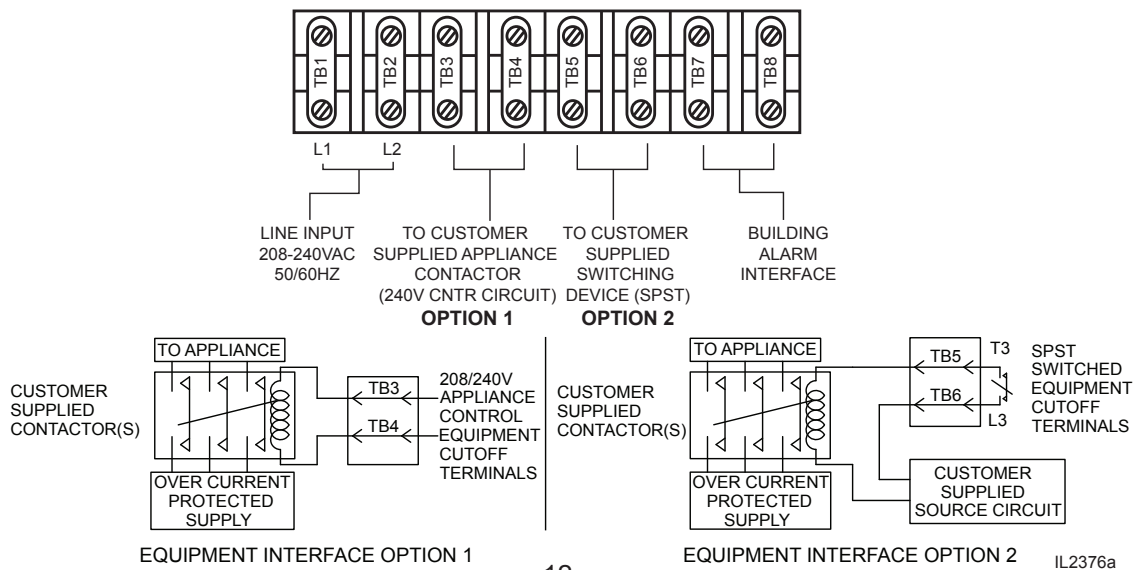 TB1 TB2 TB3 TB4 TB5 TB6 TB7 TB8
L1 L2
LINE INPUT
208-240VAC
50/60HZ
TO CUSTOMER
SUPPLIED APPLIANCE
CONTACTOR
(240V CNTR CIRCUIT)
OPTION 1
TO CUSTOMER
SUPPLIED
SWITCHING
DEVICE (SPST)
OPTION 2
BUILDING
ALARM
INTERFACE
CUSTOMER
SUPPLIED
CONTACTOR(S)
TO APPLIANCE
OVER CURRENT
PROTECTED
SUPPLY
TB3
TB4
208/240V
APPLIANCE
CONTROL
EQUIPMENT
CUTOFF
TERMINALS
EQUIPMENT INTERFACE OPTION 1
CUSTOMER
SUPPLIED
CONTACTOR(S)
TO APPLIANCE
OVER CURRENT
PROTECTED
SUPPLY
TB5
TB6
T3
L3
SPST
SWITCHED
EQUIPMENT
CUTOFF
TERMINALS
CUSTOMER
SUPPLIED
SOURCE CIRCUIT
EQUIPMENT INTERFACE OPTION 2
IL2376a